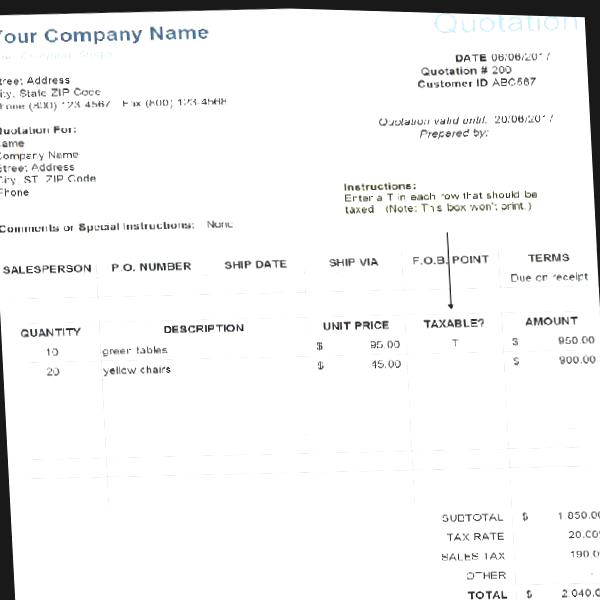 Your Company Name
Quotation
DATE 06/06/2017
Street Address
Quotation # 200
City, State ZIP Code
Customer ID ABC567
Phone (800) 123-4567 Fax (800) 123-4568
Quotation valid until: 20/06/2017
Quotation For:
Prepared by:
Name
Company Name
Street Address
City, ST ZIP Code
Phone
Instructions:
Enter a T in each row that should be
taxed (Note: This box won't print.)
Comments or Special Instructions: None
SALESPERSON P.O. NUMBER SHIP DATE SHIP VIA F.O.B. POINT TERMS
Due on receipt
QUANTITY DESCRIPTION UNIT PRICE TAXABLE? AMOUNT
10 green tables $ 95.00 T $ 950.00
20 yellow chairs $ 45.00 $ 900.00
SUBTOTAL $ 1 850.00
TAX RATE 20.00
SALES TAX 190.0
OTHER -
TOTAL $ 2 040.0